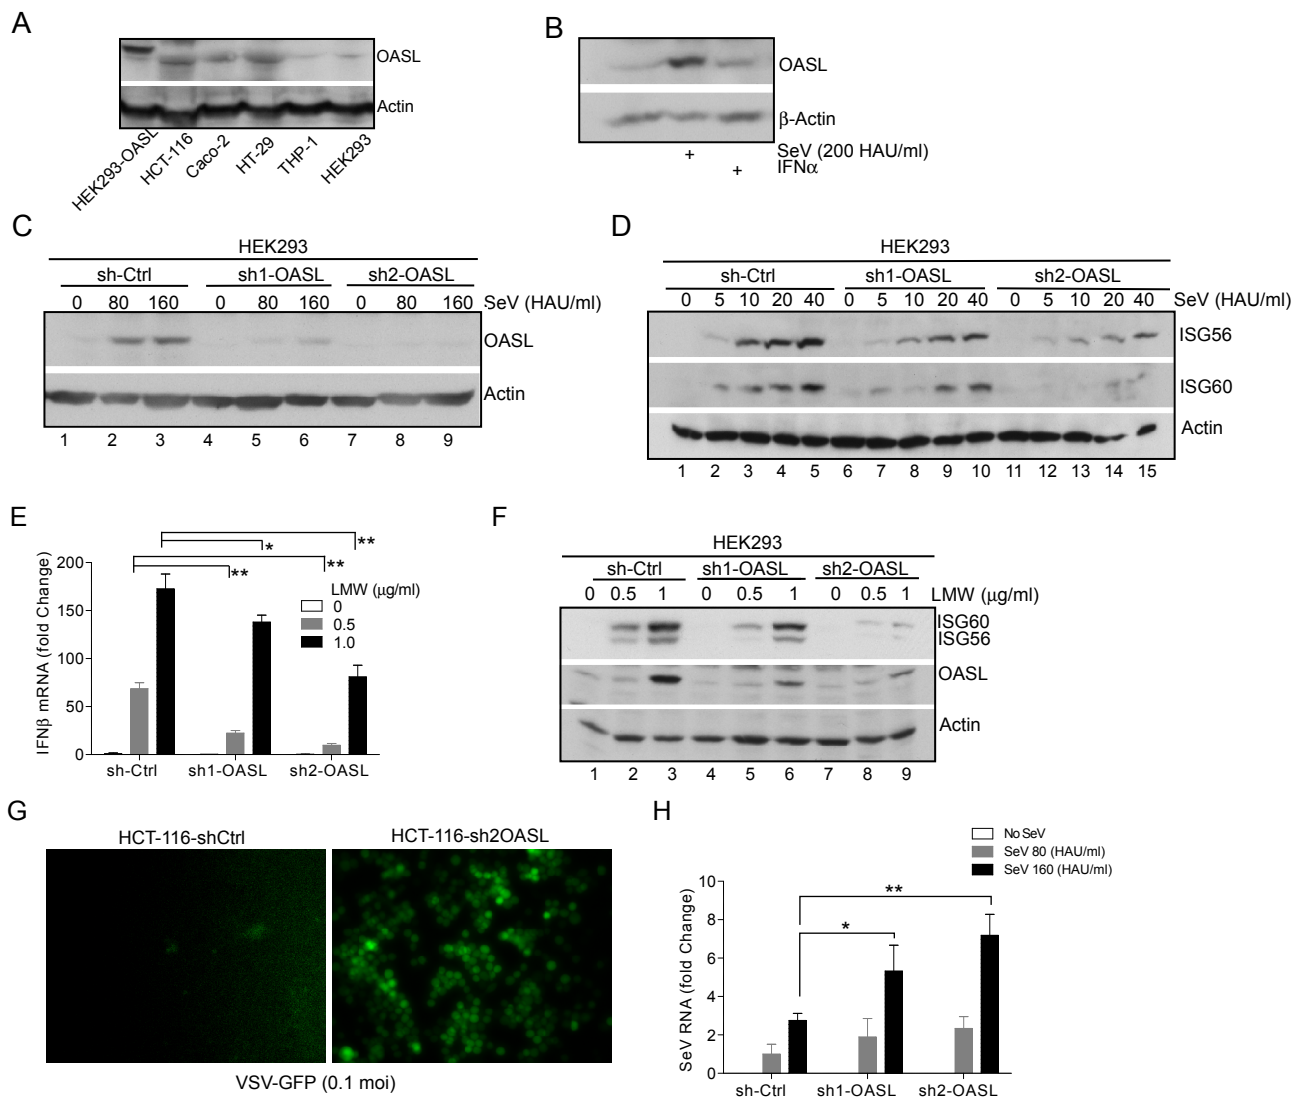 A
OASL
Actin
HEK293-OASL HCT-116 Caco-2 HT-29 THP-1 HEK293
B
OASL
β-Actin
+ SeV (200 HAU/ml)
+ IFNα
C
HEK293
sh-Ctrl sh1-OASL sh2-OASL
0 80 160 0 80 160 0 80 160 SeV (HAU/ml)
OASL
Actin
1 2 3 4 5 6 7 8 9
D
HEK293
sh-Ctrl sh1-OASL sh2-OASL
0 5 10 20 40 0 5 10 20 40 0 5 10 20 40 SeV (HAU/ml)
ISG56
ISG60
Actin
1 2 3 4 5 6 7 8 9 10 11 12 13 14 15
E
IFNβ mRNA (fold Change)
200
150
100
50
0
* **
** **
LMW (μg/ml)
0
0.5
1.0
sh-Ctrl sh1-OASL sh2-OASL
F
HEK293
sh-Ctrl sh1-OASL sh2-OASL
0 0.5 1 0 0.5 1 0 0.5 1 LMW (μg/ml)
ISG60
ISG56
OASL
Actin
1 2 3 4 5 6 7 8 9
G
HCT-116-shCtrl HCT-116-sh2OASL
VSV-GFP (0.1 moi)
H
No SeV
SeV 80 (HAU/ml)
SeV 160 (HAU/ml)
SeV RNA (fold Change)
10
8
6
4
2
0
**
*
sh-Ctrl sh1-OASL sh2-OASL